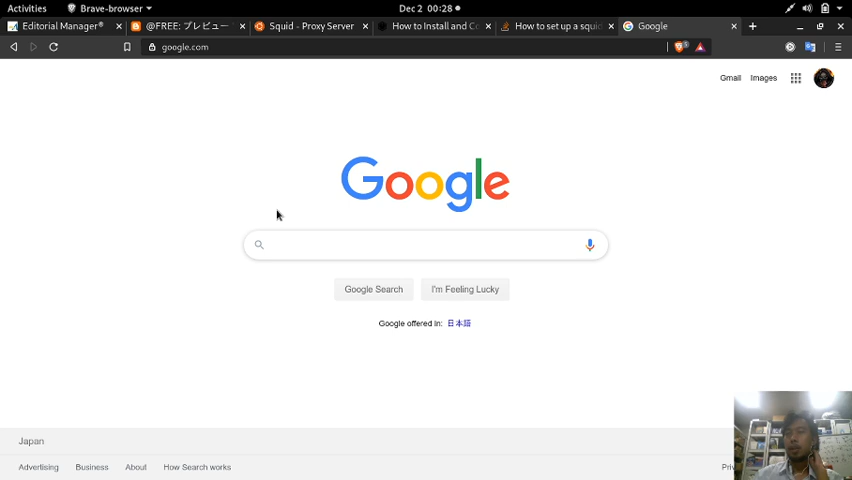 Activities
Brave-browser
Dec 2 00:28
Editorial Manager®
@FREE: プレビュー
Squid - Proxy Server
How to Install and Co
How to set up a squid
Google
google.com
Gmail
Images
Google
Google Search
I'm Feeling Lucky
Google offered in: 日本語
Japan
Advertising
Business
About
How Search works